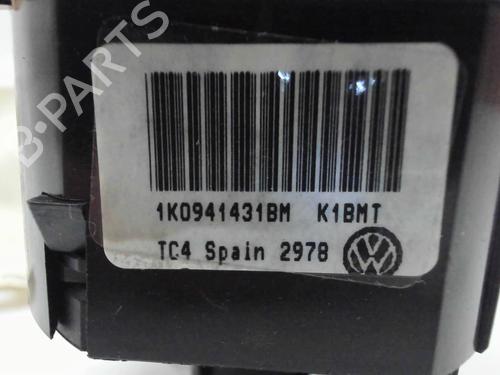 B-PARTS
1K0941431BM K1BMT
TC4 Spain 2978